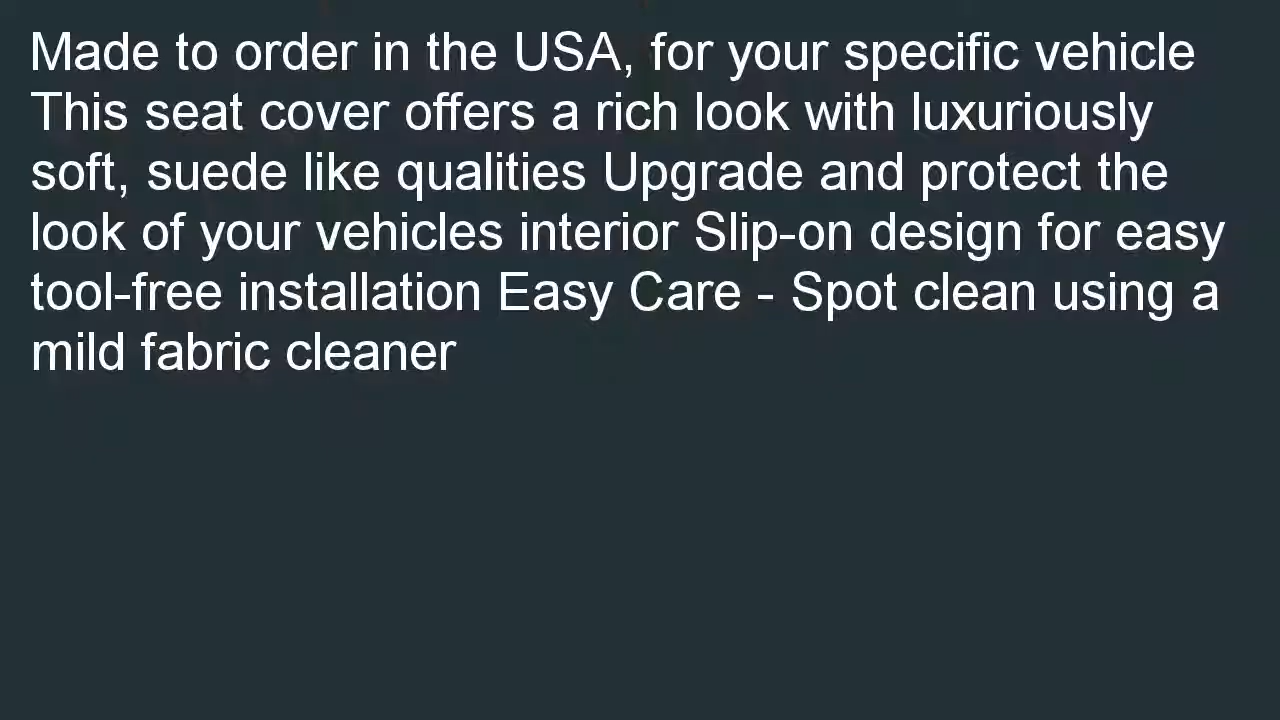 Made to order in the USA, for your specific vehicle
This seat cover offers a rich look with luxuriously
soft, suede like qualities Upgrade and protect the
look of your vehicles interior Slip-on design for easy
tool-free installation Easy Care - Spot clean using a
mild fabric cleaner